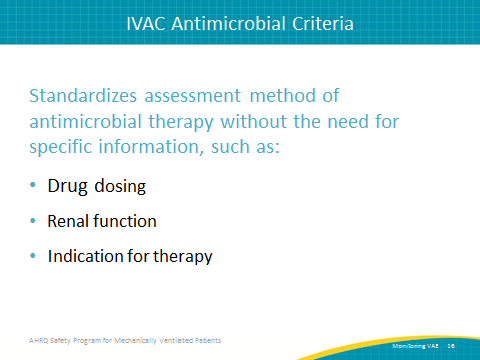 IVAC Antimicrobial Criteria
Standardizes assessment method of
antimicrobial therapy without the need for
specific information, such as:
• Drug dosing
• Renal function
• Indication for therapy
AHRQ Safety Program for Mechanically Ventilated Patients
Monitoring VAE 16